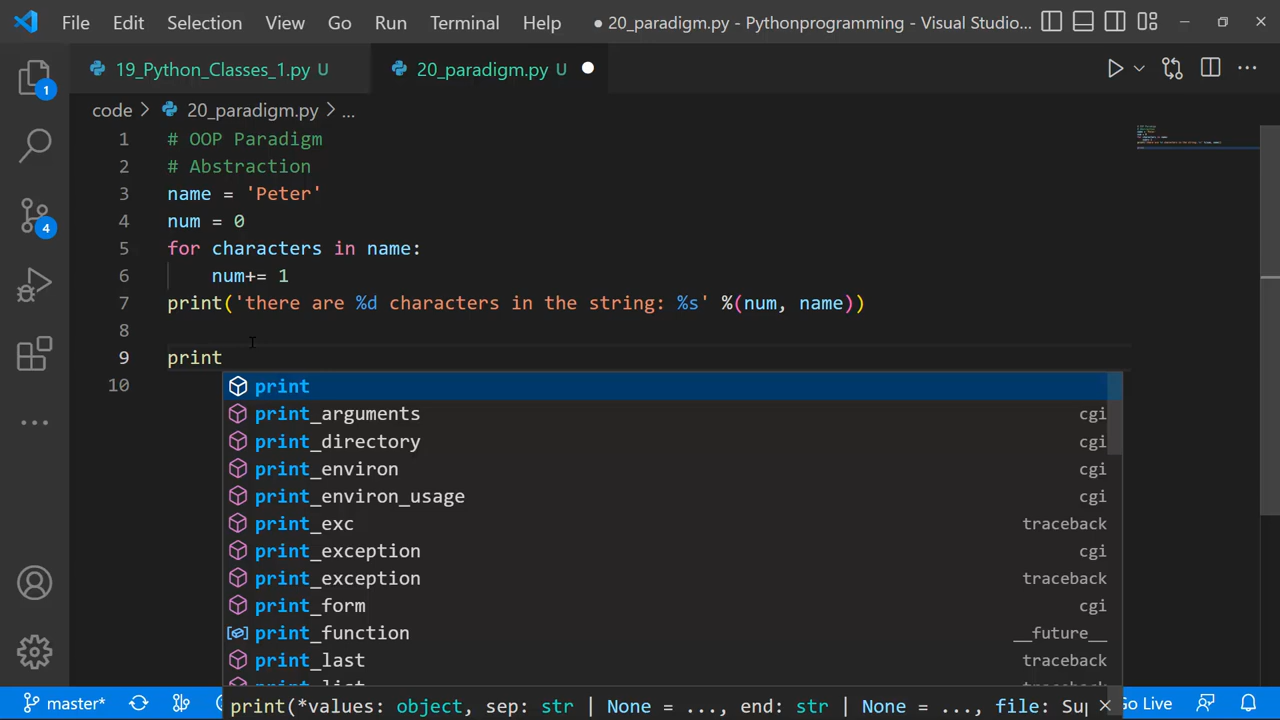 File Edit Selection View Go Run Terminal Help ● 20_paradigm.py - Pythonprogramming - Visual Studio...
19_Python_Classes_1.py U 20_paradigm.py U
code > 20_paradigm.py > ...
1 # OOP Paradigm
2 # Abstraction
3 name = 'Peter'
4 num = 0
5 for characters in name:
6 num+= 1
7 print('there are %d characters in the string: %s' %(num, name))
8
9 print
10
print
print_arguments cgi
print_directory cgi
print_environ cgi
print_environ_usage cgi
print_exc traceback
print_exception cgi
print_exception traceback
print_form cgi
print_function __future__
print_last traceback
master* print(*values: object, sep: str | None = ..., end: str | None = ..., file: Sup Go Live
1
4